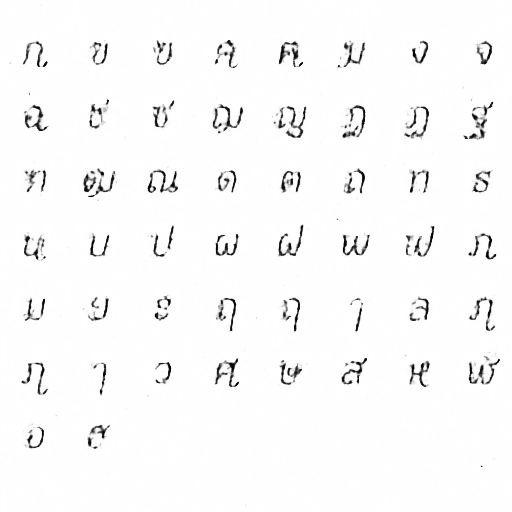 ก ข ฃ ค ฅ ฆ ง จ
ฉ ช ซ ฌ ญ ฎ ฏ ฐ
ฑ ฒ ณ ด ต ถ ท ธ
น บ ป ผ ฝ พ ฟ ภ
ม ย ร ฤ ฤ ๅ ล ฦ
ฦ ๅ ว ศ ษ ส ห ฬ
อ ฮ